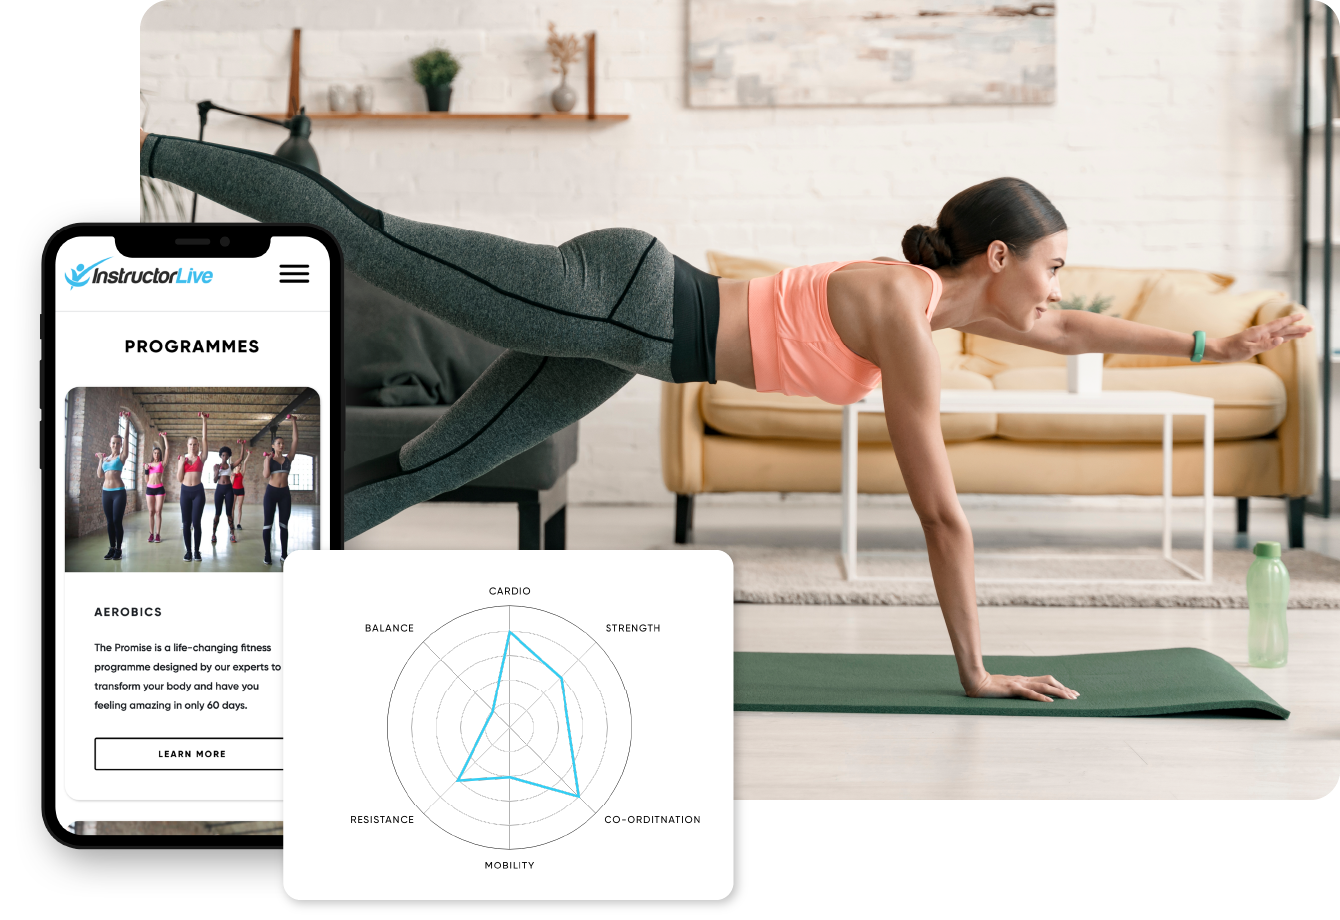 InstructorLive
PROGRAMMES
AEROBICS
The Promise is a life-changing fitness
programme designed by our experts to
transform your body and have you
feeling amazing in only 60 days.
LEARN MORE
CARDIO
BALANCE
STRENGTH
RESISTANCE
CO-ORDITNATION
MOBILITY